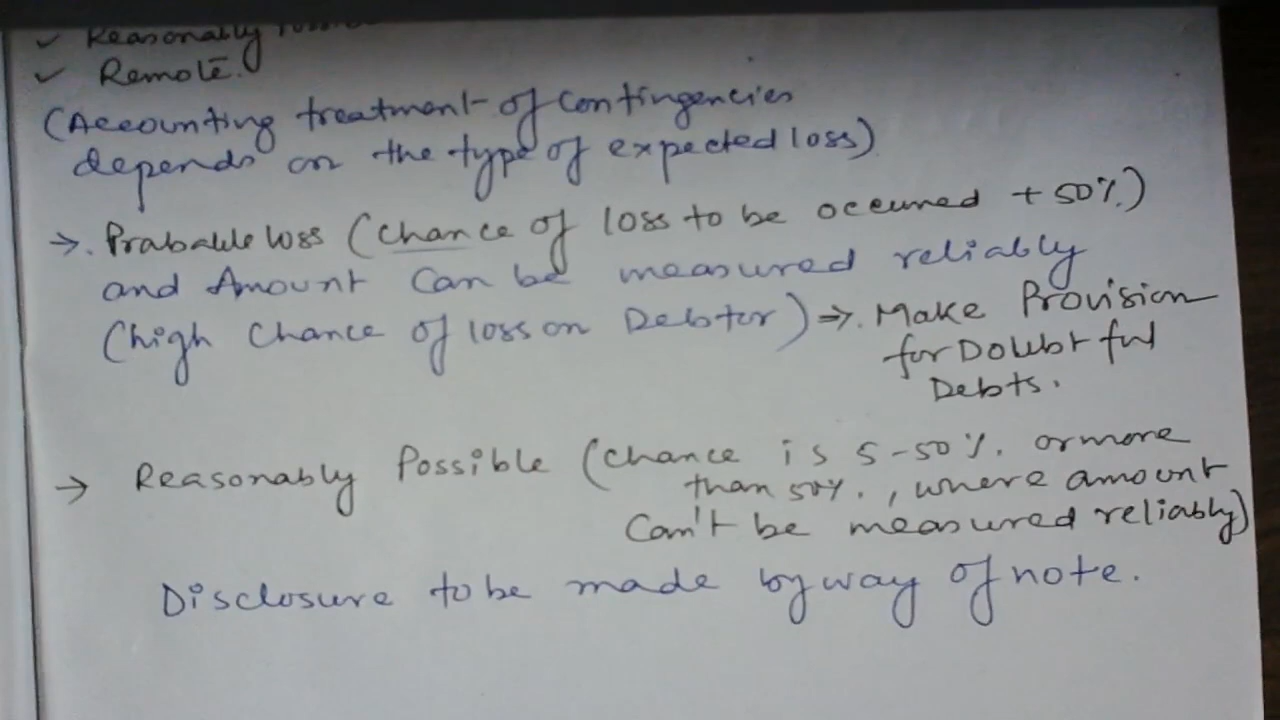 ✓ Reasonably
✓ Remote.
(Accounting treatment of contingencies
depends on the type of expected loss)
→. Probable loss (chance of loss to be occurred + 50%.)
and Amount Can be measured reliably
(high Chance of loss on Debtor) ⇒. Make Provision
for Doubtful
Debts.
→ Reasonably Possible (chance is 5-50%. or more
than 50%., where amount
Can't be measured reliably)
Disclosure to be made by way of note.